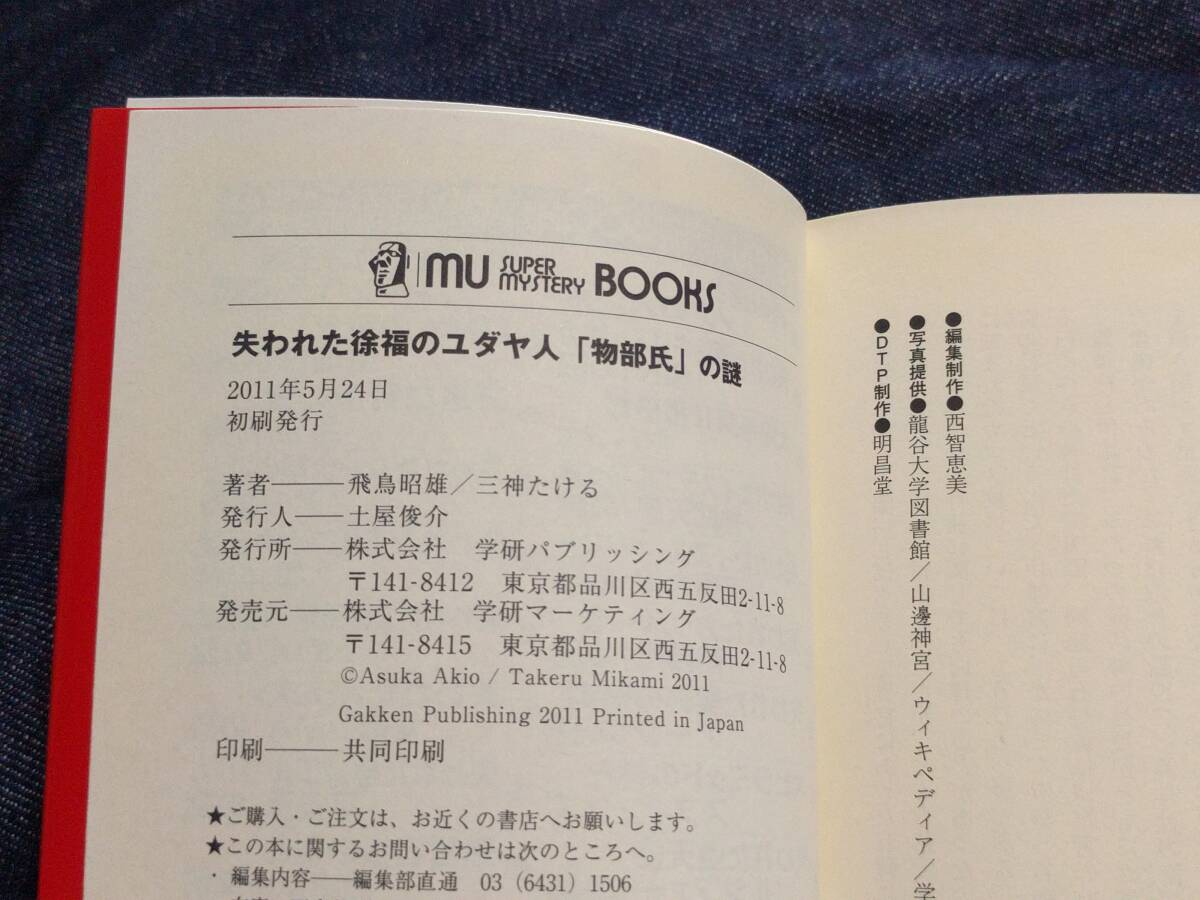 MU SUPER MYSTERY BOOKS
失われた徐福のユダヤ人「物部氏」の謎
2011年5月24日
初刷発行
著者——飛鳥昭雄／三神たける
発行人——土屋俊介
発行所——株式会社　学研パブリッシング
〒141-8412　東京都品川区西五反田2-11-8
発売元——株式会社　学研マーケティング
〒141-8415　東京都品川区西五反田2-11-8
©Asuka Akio / Takeru Mikami 2011
Gakken Publishing 2011 Printed in Japan
印刷——共同印刷
★ご購入・ご注文は、お近くの書店へお願いします。
★この本に関するお問い合わせは次のところへ。
・編集内容——編集部直通　03（6431）1506
●編集制作●西智恵美
●写真提供●龍谷大学図書館／山邊神宮／ウィキペディア／学
●DTP制作●明昌堂